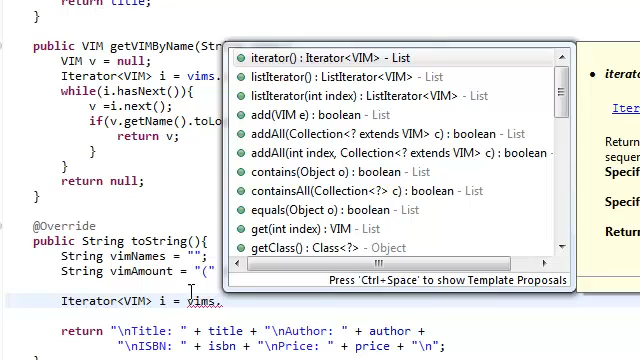 return title;
}
public VIM getVIMByName(String
VIM v = null;
Iterator<VIM> i = vims.
while(i.hasNext()){
v =i.next();
if(v.getName().toLo
return v;
}
}
return null;
}
@Override
public String toString(){
String vimNames = "";
String vimAmount = "("
Iterator<VIM> i = vims.
return "\nTitle: " + title + "\nAuthor: " + author +
"\nISBN: " + isbn + "\nPrice: " + price + "\n";
iterator() : Iterator<VIM> - List
listIterator() : ListIterator<VIM> - List
listIterator(int index) : ListIterator<VIM> - List
add(VIM e) : boolean - List
addAll(Collection<? extends VIM> c) : boolean - List
addAll(int index, Collection<? extends VIM> c) : boolean -
contains(Object o) : boolean - List
containsAll(Collection<?> c) : boolean - List
equals(Object o) : boolean - List
get(int index) : VIM - List
getClass() : Class<?> - Object
Press 'Ctrl+Space' to show Template Proposals
iterato
Iter
Return
sequen
Specif
Specif
Return